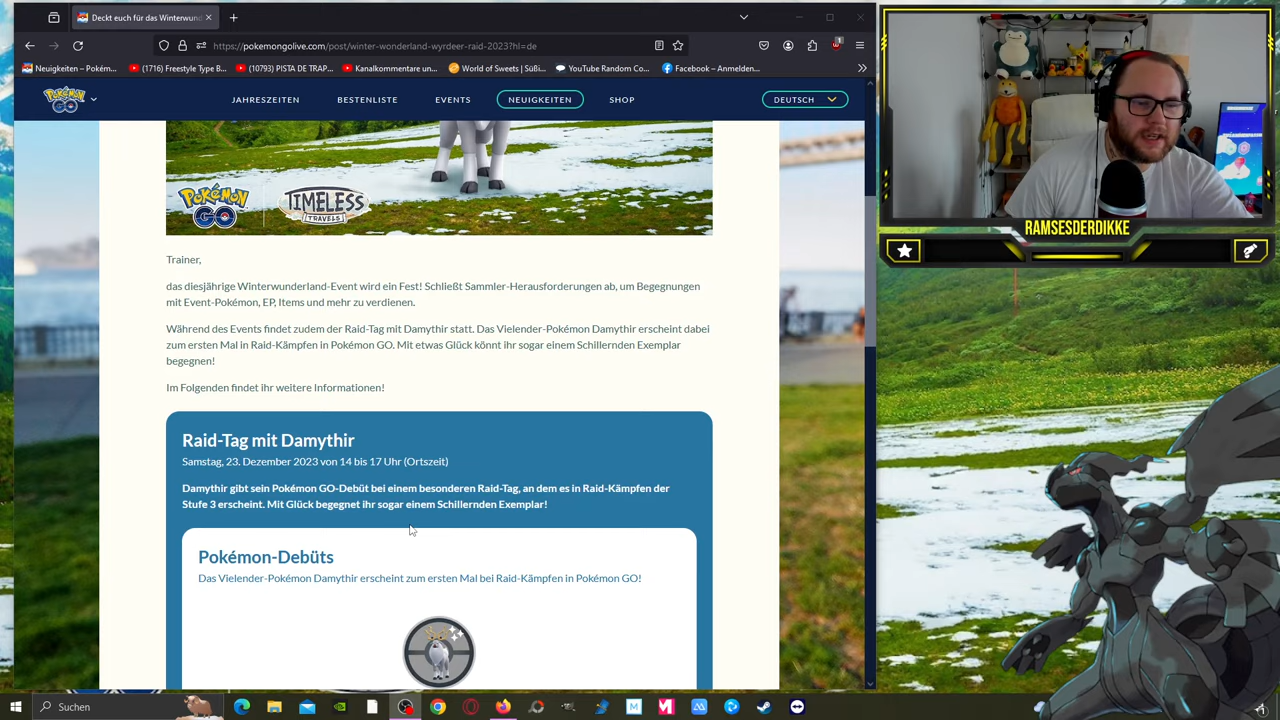 Deckt euch für das Winterwund
https://pokemongolive.com/post/winter-wonderland-wyrdeer-raid-2023?hl=de
1
Neuigkeiten – Pokém...
(1716) Freestyle Type B...
(10793) PISTA DE TRAP...
Kanalkommentare un...
World of Sweets | Süßi...
YouTube Random Co...
Facebook – Anmelden...
POKÉMON GO
JAHRESZEITEN
BESTENLISTE
EVENTS
NEUIGKEITEN
SHOP
DEUTSCH
POKÉMON GO
TIMELESS
TRAVELS
RAMSESDERDIKKE
Trainer,
das diesjährige Winterwunderland-Event wird ein Fest! Schließt Sammler-Herausforderungen ab, um Begegnungen
mit Event-Pokémon, EP, Items und mehr zu verdienen.
Während des Events findet zudem der Raid-Tag mit Damythir statt. Das Vielender-Pokémon Damythir erscheint dabei
zum ersten Mal in Raid-Kämpfen in Pokémon GO. Mit etwas Glück könnt ihr sogar einem Schillernden Exemplar
begegnen!
Im Folgenden findet ihr weitere Informationen!
Raid-Tag mit Damythir
Samstag, 23. Dezember 2023 von 14 bis 17 Uhr (Ortszeit)
Damythir gibt sein Pokémon GO-Debüt bei einem besonderen Raid-Tag, an dem es in Raid-Kämpfen der
Stufe 3 erscheint. Mit Glück begegnet ihr sogar einem Schillernden Exemplar!
Pokémon-Debüts
Das Vielender-Pokémon Damythir erscheint zum ersten Mal bei Raid-Kämpfen in Pokémon GO!
Suchen